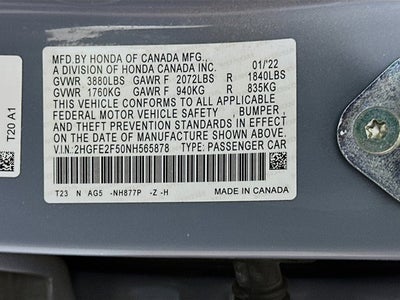 MFD.BY HONDA OF CANADA MFG.,
A DIVISION OF HONDA CANADA INC. 01/'22
GVWR 3880LBS GAWR F 2072LBS R 1840LBS
GVWR 1760KG GAWR F 940KG R 835KG
THIS VEHICLE CONFORMS TO ALL APPLICABLE
FEDERAL MOTOR VEHICLE SAFETY, BUMPER, AND
THEFT PREVENTION STANDARDS IN EFFECT
ON THE DATE OF MANUFACTURE SHOWN ABOVE.
V.I.N: 2HGFE2F50NH565878 TYPE: PASSENGER CAR
T23 N AG5 -NH877P -Z -H MADE IN CANADA
T20 A1